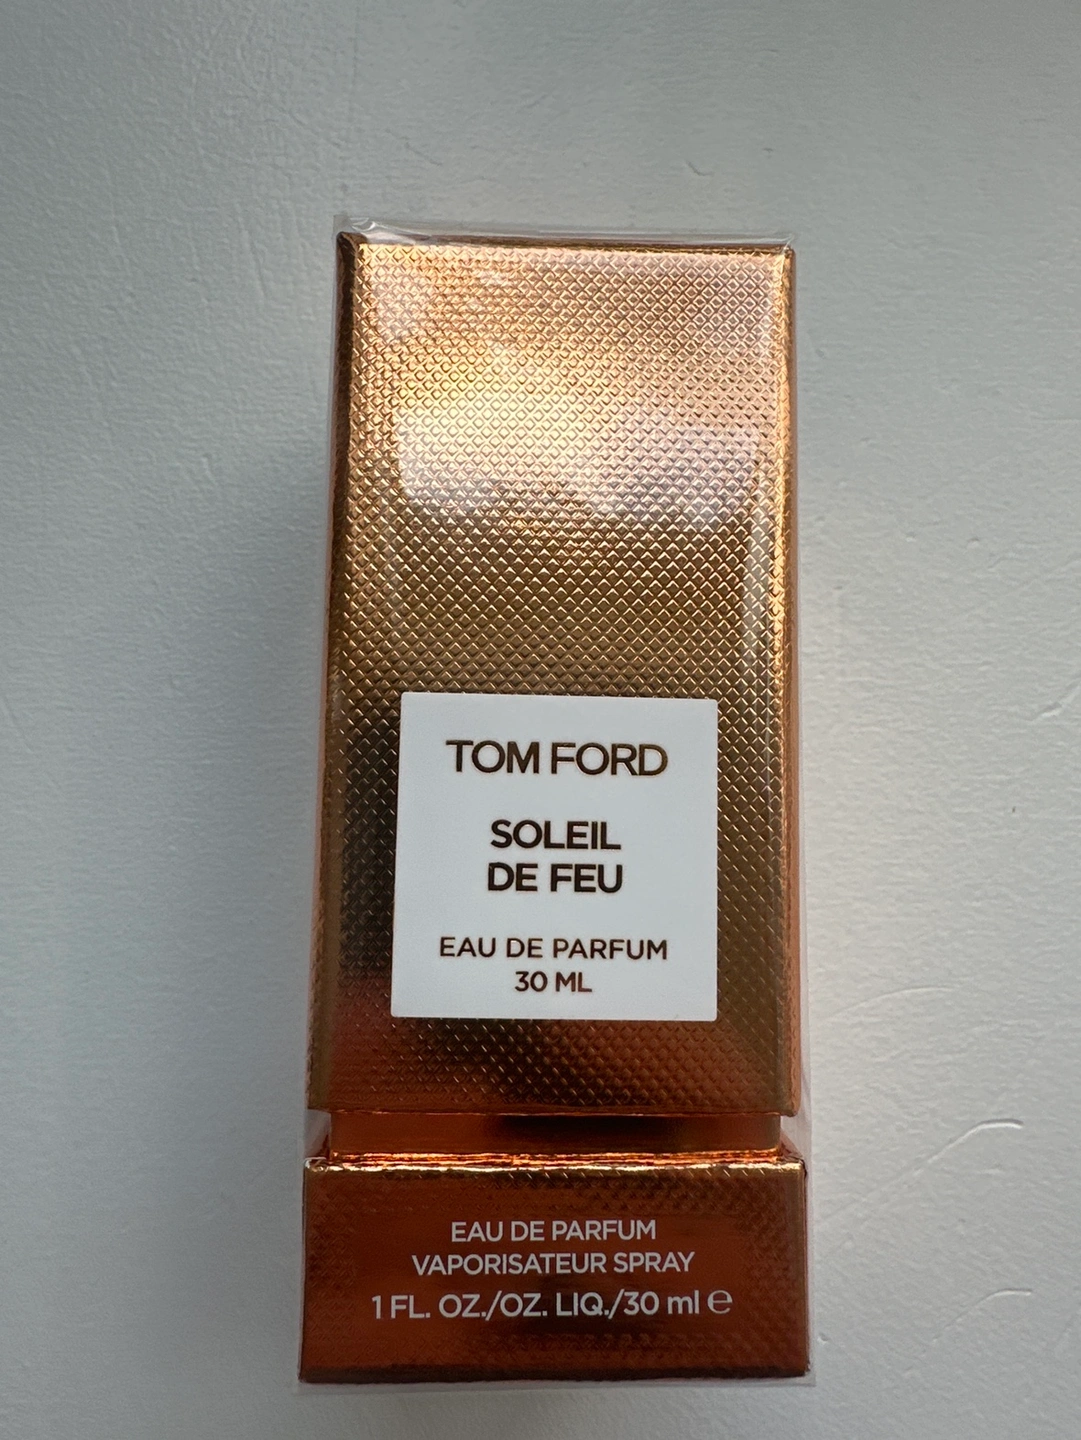 TOM FORD
SOLEIL
DE FEU
EAU DE PARFUM
30 ML
EAU DE PARFUM
VAPORISATEUR SPRAY
1 FL. OZ./OZ. LIQ./30 ml ℮